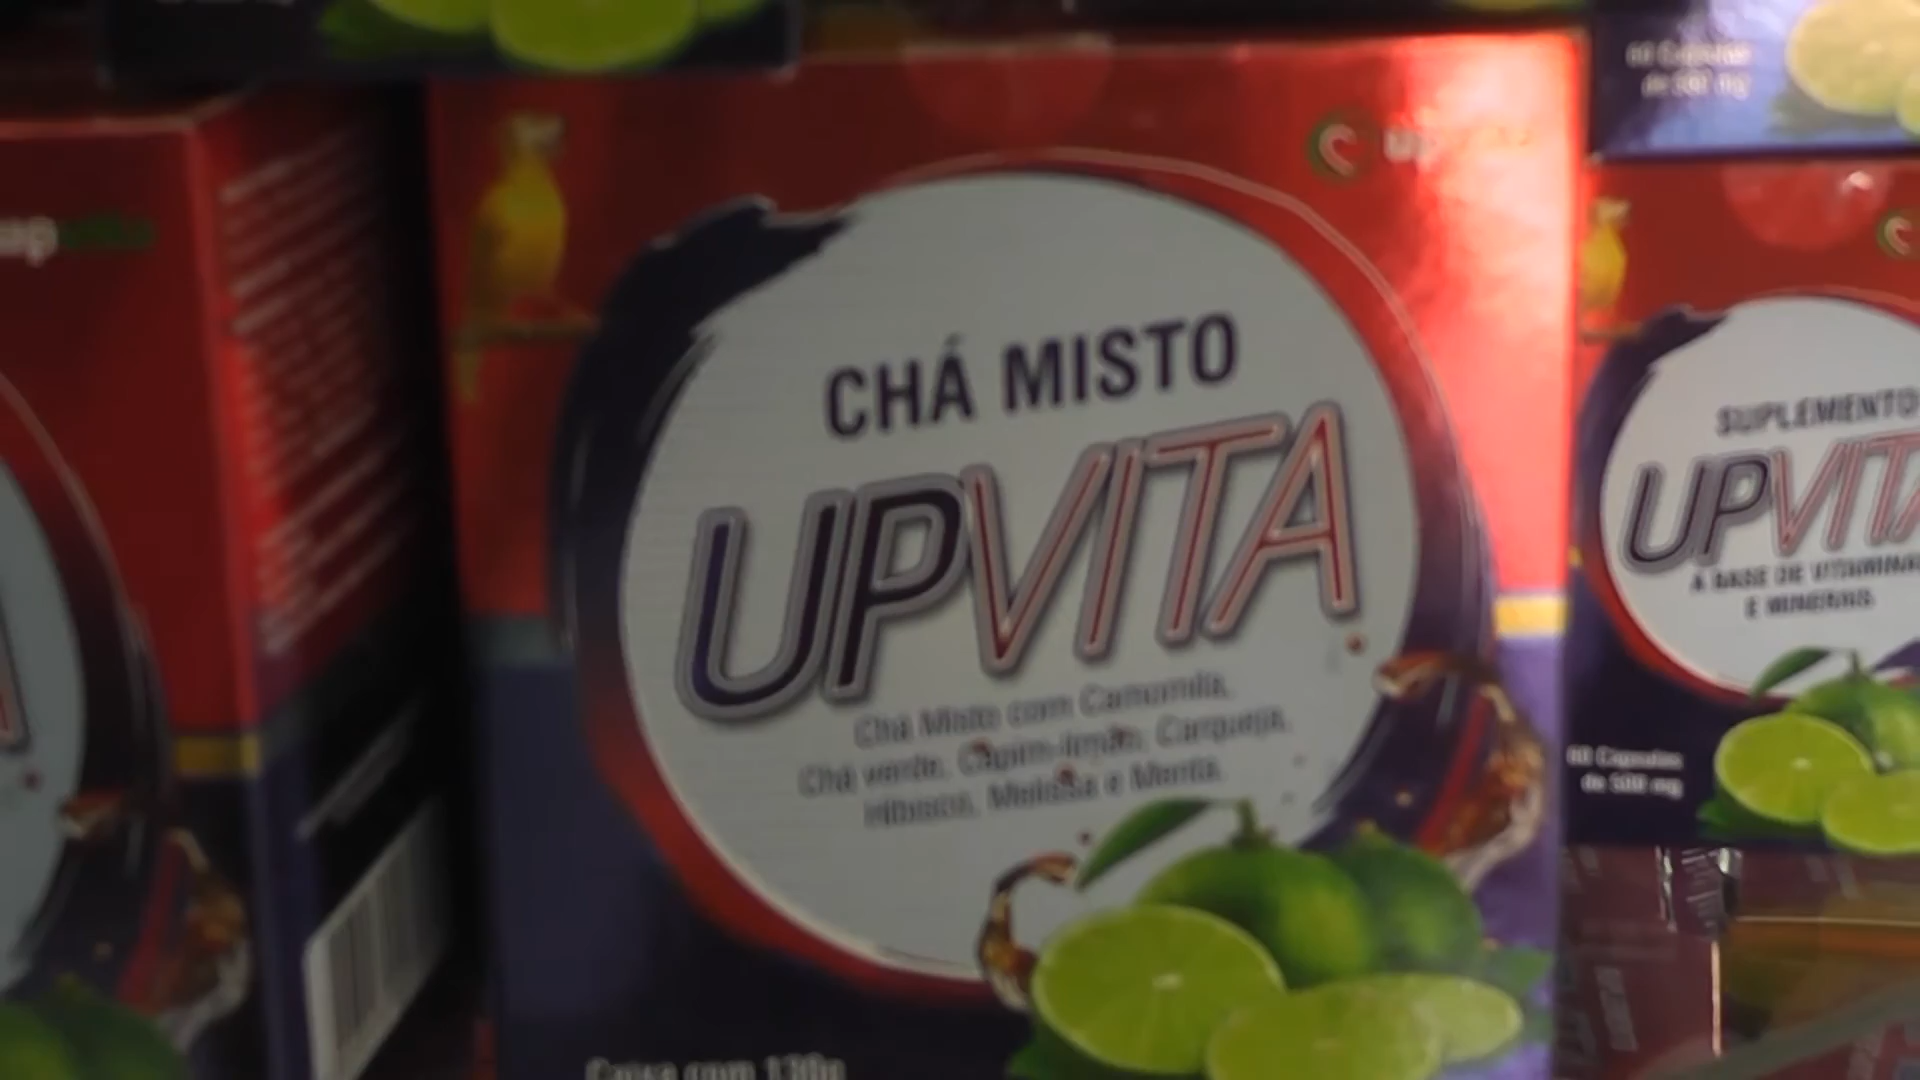 60 Cápsulas
de 500 mg
CHÁ MISTO
UPVITA
Chá Misto com Camomila,
Chá verde, Capim-limão, Carqueja,
Hibisco, Melissa e Menta.
Caixa com 130g
SUPLEMENTO
UPVITA
A BASE DE VITAMINAS
E MINERAIS
60 Cápsulas
de 500 mg